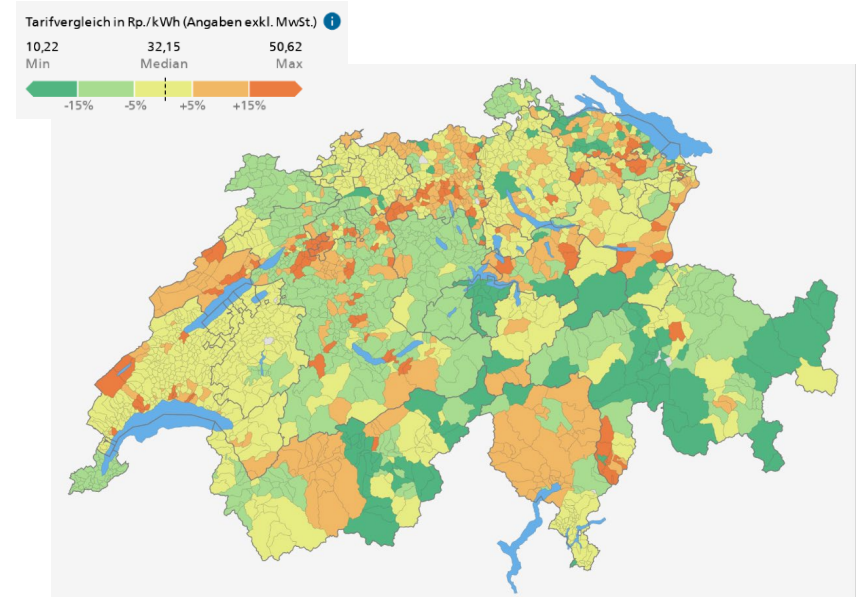 Tarifvergleich in Rp./kWh (Angaben exkl. MwSt.) i
10,22 32,15 50,62
Min Median Max
-15% -5% +5% +15%